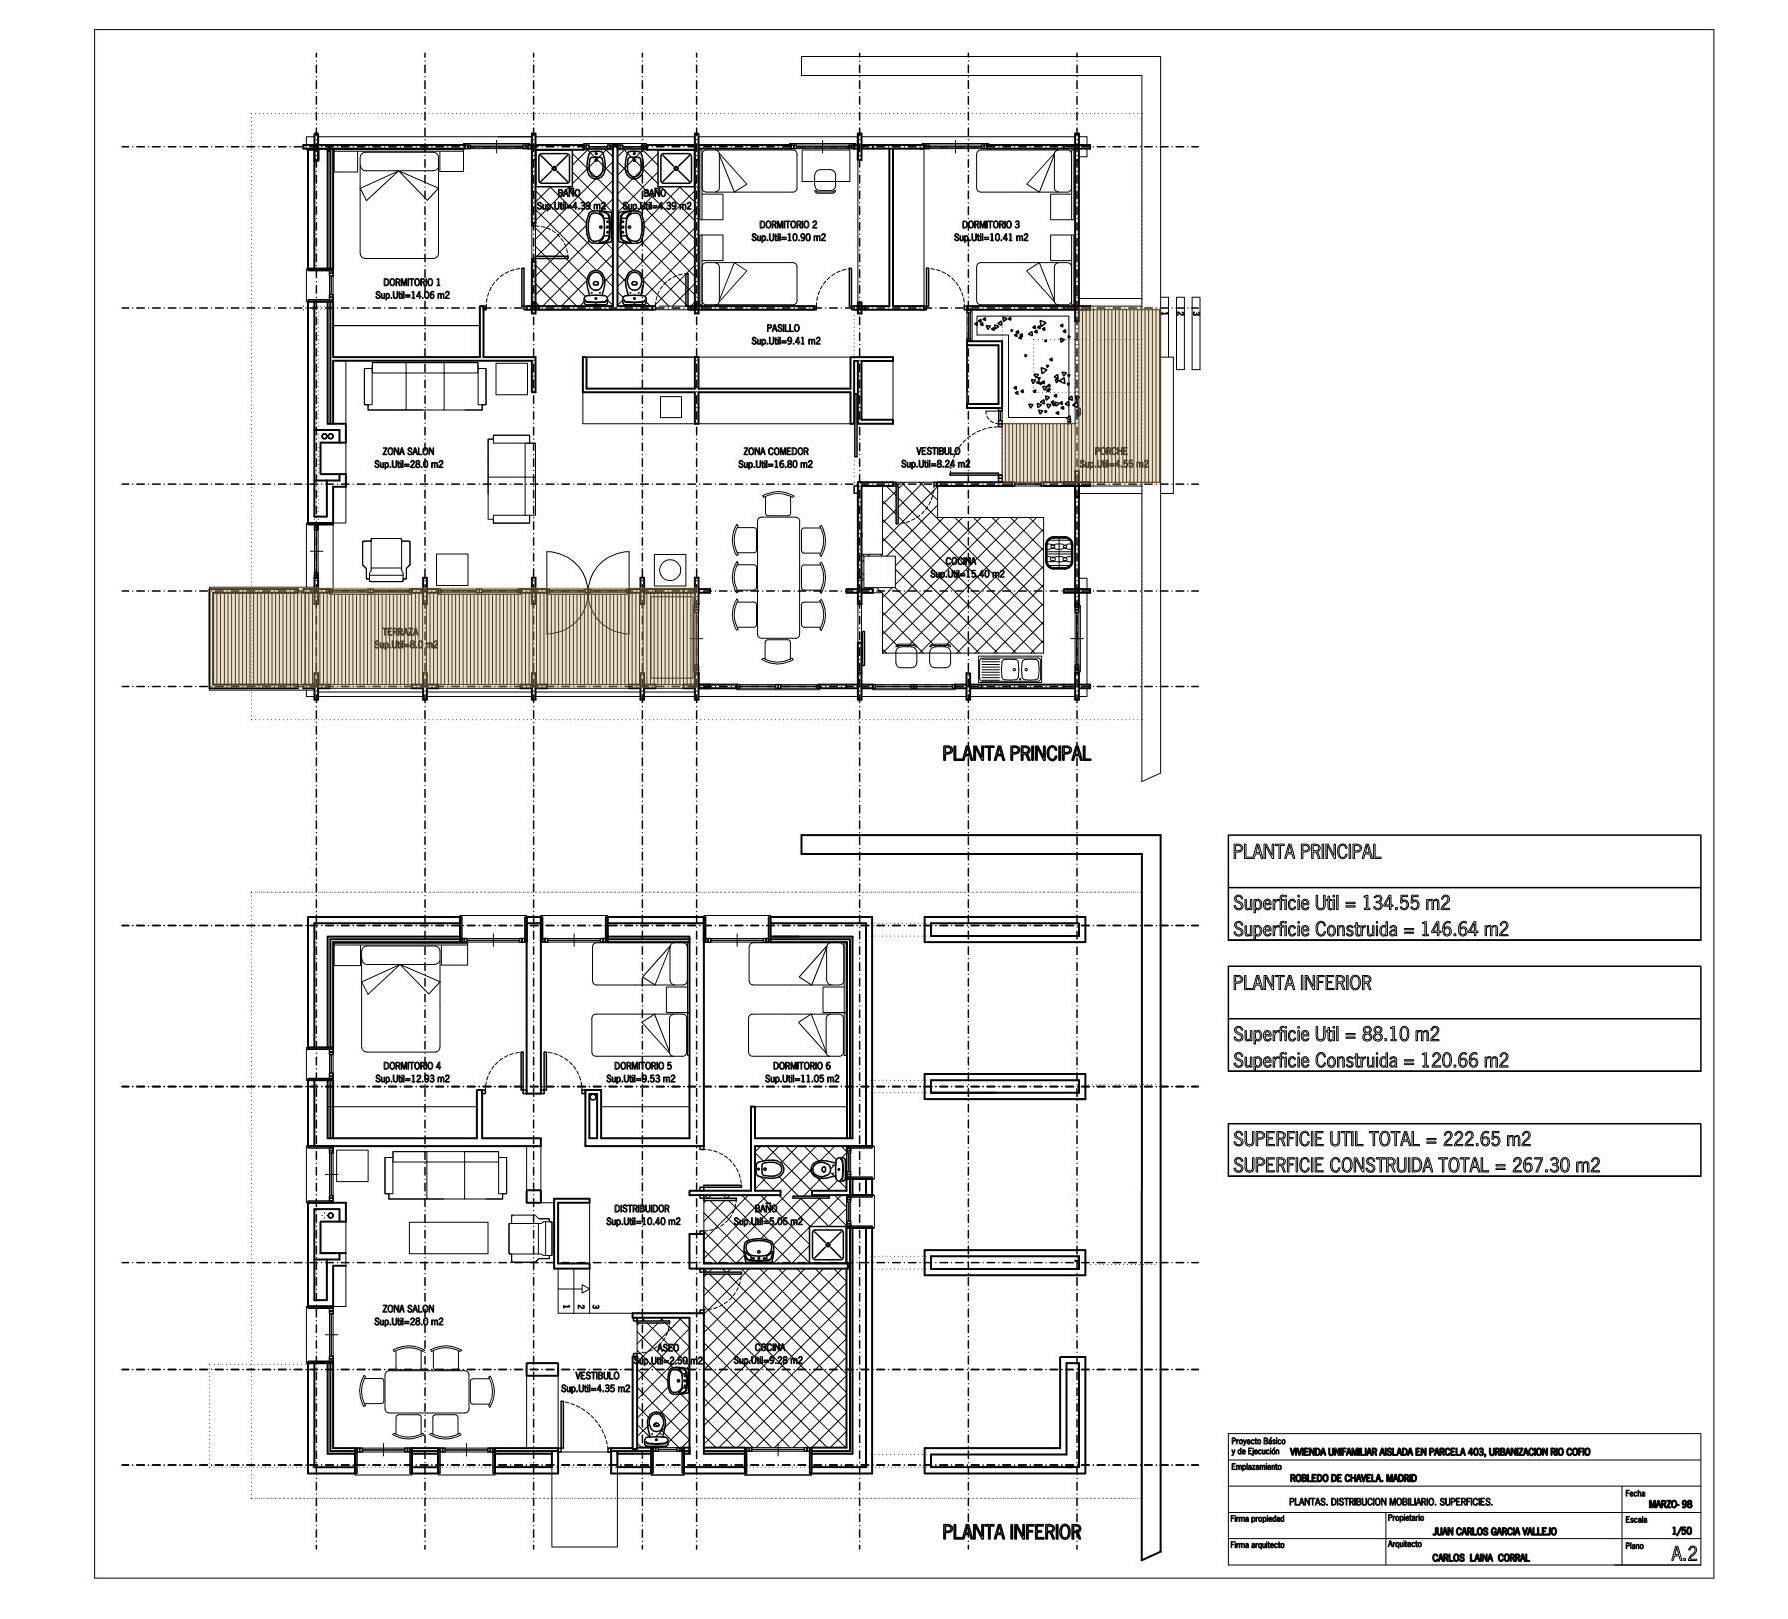 BAÑO
Sup.Util=4.39 m2
BAÑO
Sup.Util=4.39 m2
DORMITORIO 2
Sup.Util=10.90 m2
DORMITORIO 3
Sup.Util=10.41 m2
DORMITORIO 1
Sup.Util=14.06 m2
PASILLO
Sup.Util=9.41 m2
1
2
3
ZONA SALON
Sup.Util=28.0 m2
ZONA COMEDOR
Sup.Util=16.80 m2
VESTIBULO
Sup.Util=8.24 m2
PORCHE
Sup.Util=4.55 m2
COCINA
Sup.Util=15.40 m2
TERRAZA
Sup.Util=8.0 m2
PLANTA PRINCIPAL
DORMITORIO 4
Sup.Util=12.93 m2
DORMITORIO 5
Sup.Util=9.53 m2
DORMITORIO 6
Sup.Util=11.05 m2
DISTRIBUIDOR
Sup.Util=10.40 m2
BAÑO
Sup.Util=5.06 m2
ZONA SALON
Sup.Util=28.0 m2
1
2
3
ASEO
Sup.Util=2.50 m2
COCINA
Sup.Util=9.28 m2
VESTIBULO
Sup.Util=4.35 m2
PLANTA INFERIOR
PLANTA PRINCIPAL
Superficie Util = 134.55 m2
Superficie Construida = 146.64 m2
PLANTA INFERIOR
Superficie Util = 88.10 m2
Superficie Construida = 120.66 m2
SUPERFICIE UTIL TOTAL = 222.65 m2
SUPERFICIE CONSTRUIDA TOTAL = 267.30 m2
Proyecto Básico
y de Ejecución VIVIENDA UNIFAMILIAR AISLADA EN PARCELA 403, URBANIZACION RIO COFIO
Emplazamiento
ROBLEDO DE CHAVELA. MADRID
PLANTAS. DISTRIBUCION MOBILIARIO. SUPERFICIES.
Fecha
MARZO- 98
Firma propiedad
Propietario
JUAN CARLOS GARCIA VALLEJO
Escala
1/50
Firma arquitecto
Arquitecto
CARLOS LAINA CORRAL
Plano
A.2